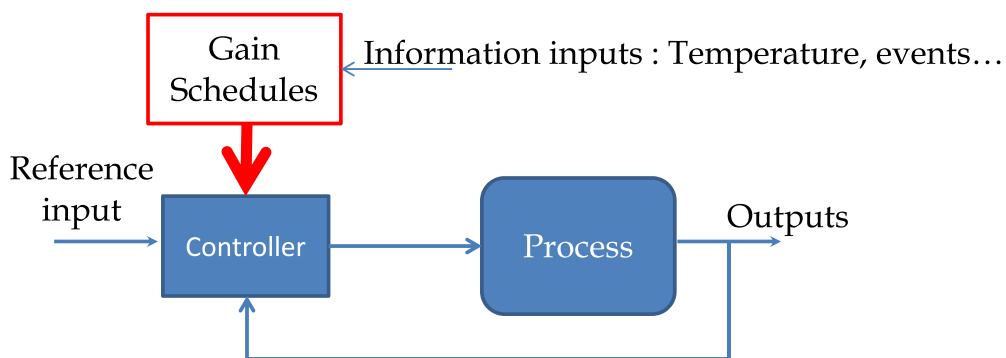 Gain
Schedules
Information inputs : Temperature, events…
Reference
input
Controller
Process
Outputs